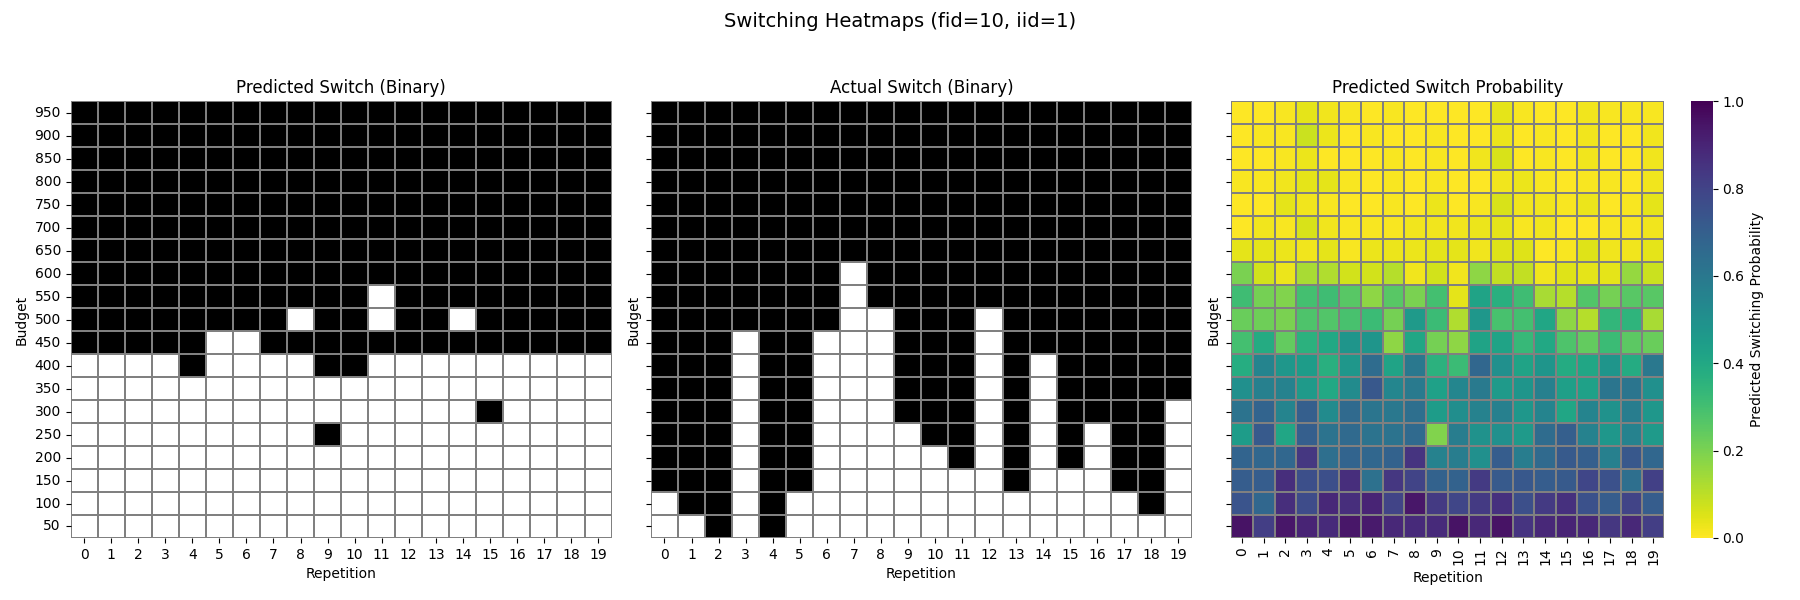 Switching Heatmaps (fid=10, iid=1)
Predicted Switch (Binary)
Budget
950
900
850
800
750
700
650
600
550
500
450
400
350
300
250
200
150
100
50
0 1 2 3 4 5 6 7 8 9 10 11 12 13 14 15 16 17 18 19
Repetition
Actual Switch (Binary)
Budget
0 1 2 3 4 5 6 7 8 9 10 11 12 13 14 15 16 17 18 19
Repetition
Predicted Switch Probability
Budget
0 1 2 3 4 5 6 7 8 9 10 11 12 13 14 15 16 17 18 19
Repetition
1.0
0.8
0.6
0.4
0.2
0.0
Predicted Switching Probability